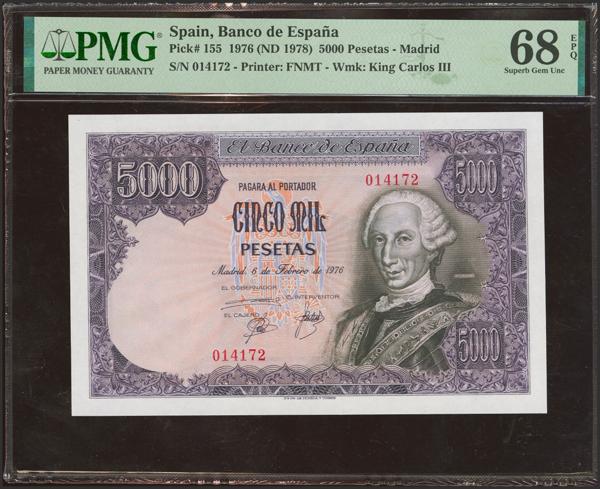 PMG®
PAPER MONEY GUARANTY
Spain, Banco de España
Pick# 155 1976 (ND 1978) 5000 Pesetas - Madrid
S/N 014172 - Printer: FNMT - Wmk: King Carlos III
68 EPQ
Superb Gem Unc
El Banco de España
5000
PAGARA AL PORTADOR
014172
5000
CINCO MIL
PESETAS
Madrid, 6 de Febrero de 1976
EL GOBERNADOR
EL INTERVENTOR
EL CAJERO
014172
5000